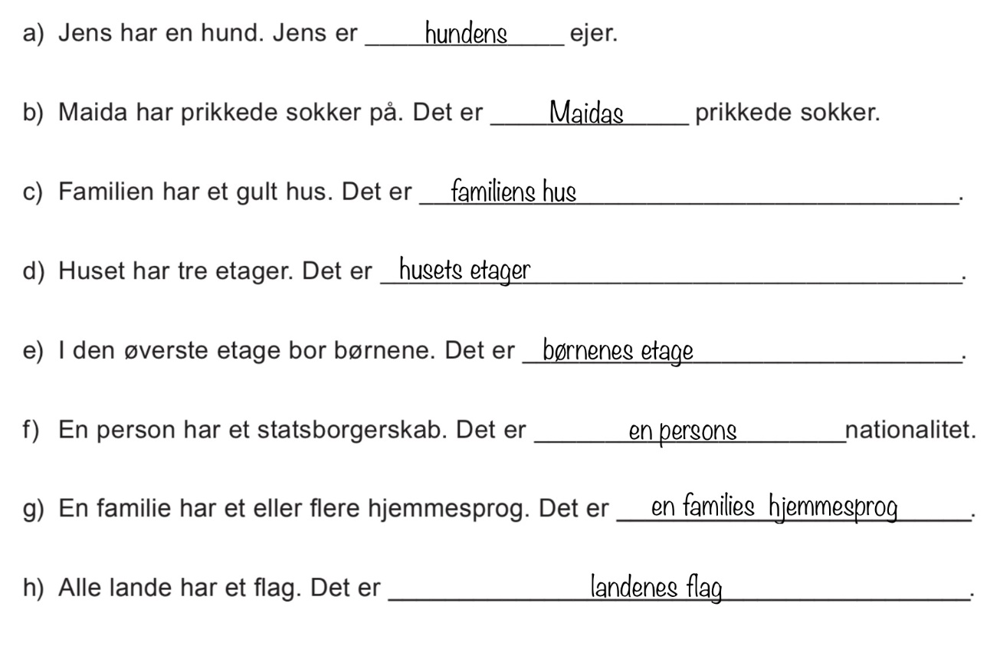 a) Jens har en hund. Jens er hundens ejer.
b) Maida har prikkede sokker på. Det er Maidas prikkede sokker.
c) Familien har et gult hus. Det er familiens hus.
d) Huset har tre etager. Det er husets etager.
e) I den øverste etage bor børnene. Det er børnenes etage.
f) En person har et statsborgerskab. Det er en persons nationalitet.
g) En familie har et eller flere hjemmesprog. Det er en families hjemmesprog.
h) Alle lande har et flag. Det er landenes flag.